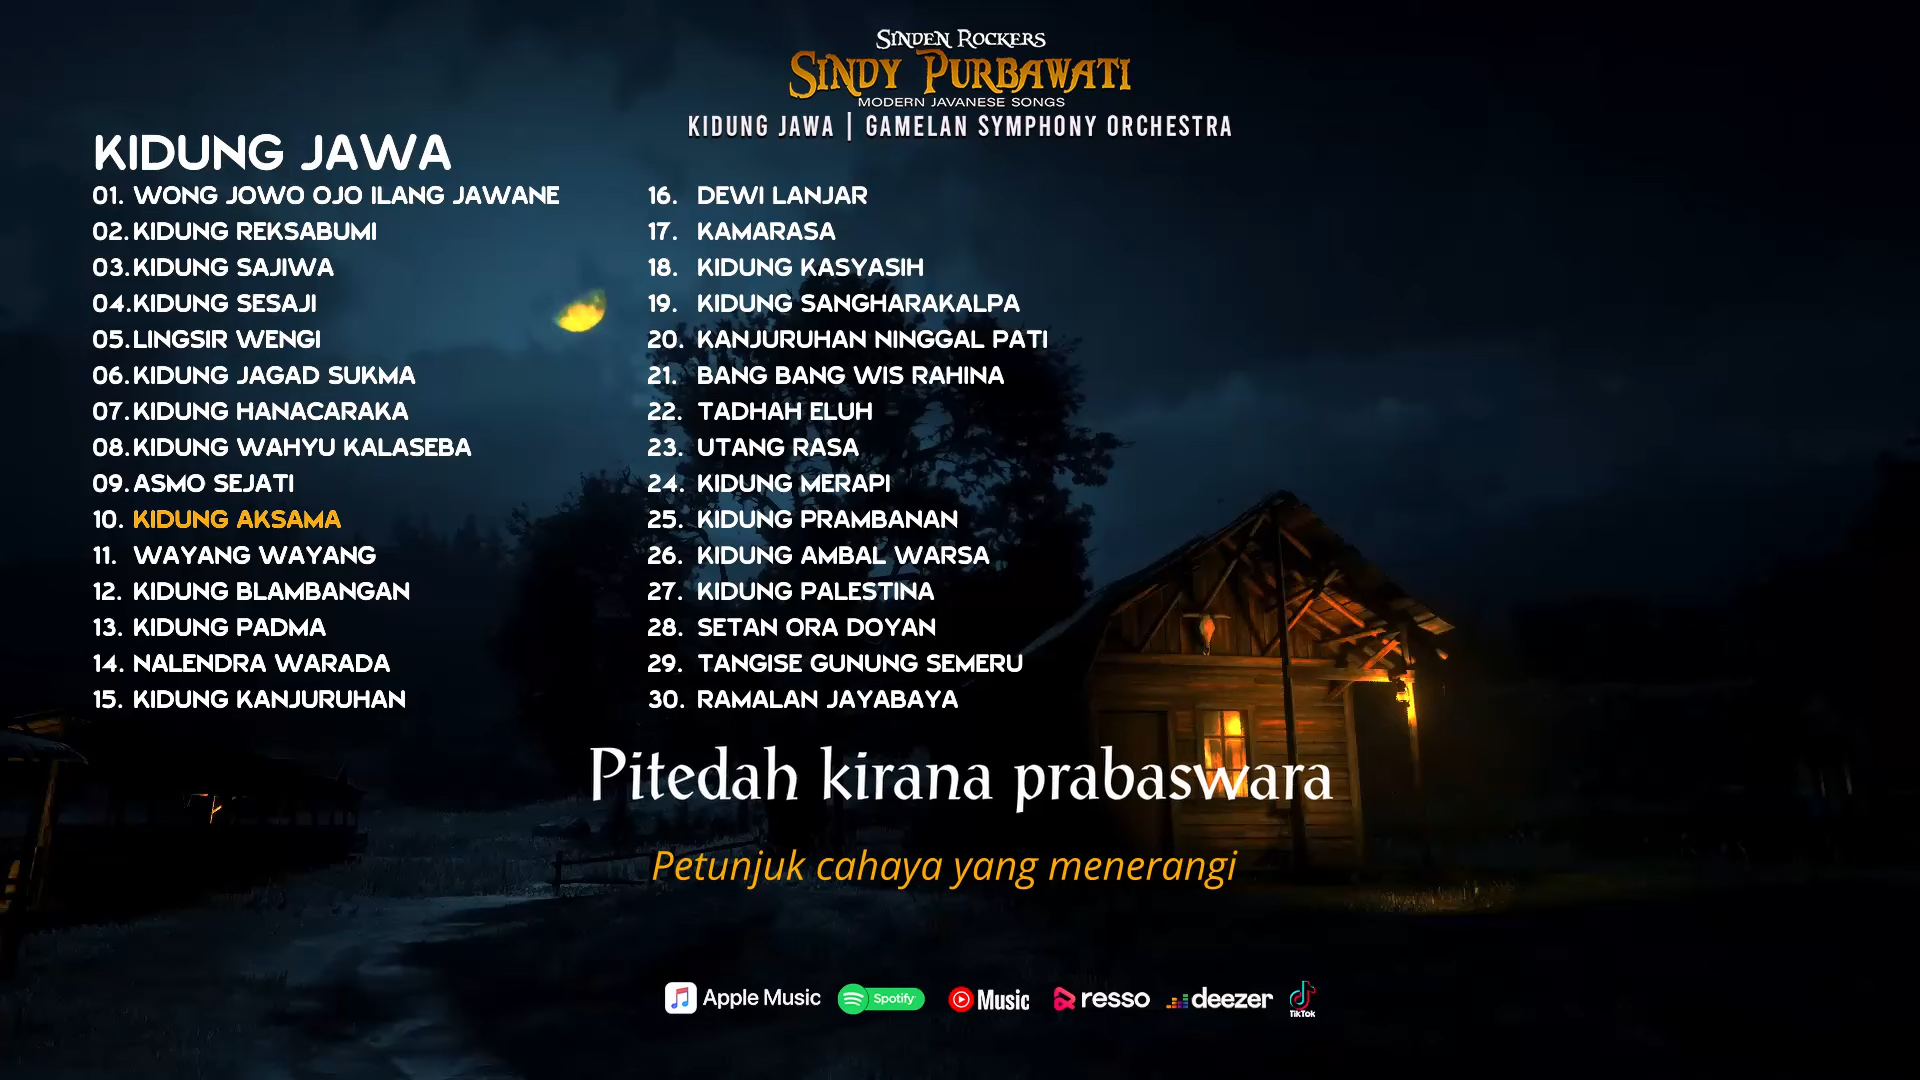 SINDEN ROCKERS
SINDY PURBAWATI
MODERN JAVANESE SONGS
KIDUNG JAWA | GAMELAN SYMPHONY ORCHESTRA
KIDUNG JAWA
01. WONG JOWO OJO ILANG JAWANE
02. KIDUNG REKSABUMI
03. KIDUNG SAJIWA
04. KIDUNG SESAJI
05. LINGSIR WENGI
06. KIDUNG JAGAD SUKMA
07. KIDUNG HANACARAKA
08. KIDUNG WAHYU KALASEBA
09. ASMO SEJATI
10. KIDUNG AKSAMA
11. WAYANG WAYANG
12. KIDUNG BLAMBANGAN
13. KIDUNG PADMA
14. NALENDRA WARADA
15. KIDUNG KANJURUHAN
16. DEWI LANJAR
17. KAMARASA
18. KIDUNG KASYASIH
19. KIDUNG SANGHARAKALPA
20. KANJURUHAN NINGGAL PATI
21. BANG BANG WIS RAHINA
22. TADHAH ELUH
23. UTANG RASA
24. KIDUNG MERAPI
25. KIDUNG PRAMBANAN
26. KIDUNG AMBAL WARSA
27. KIDUNG PALESTINA
28. SETAN ORA DOYAN
29. TANGISE GUNUNG SEMERU
30. RAMALAN JAYABAYA
Pitedah kirana prabaswara
Petunjuk cahaya yang menerangi
Apple Music Spotify Music resso deezer TikTok